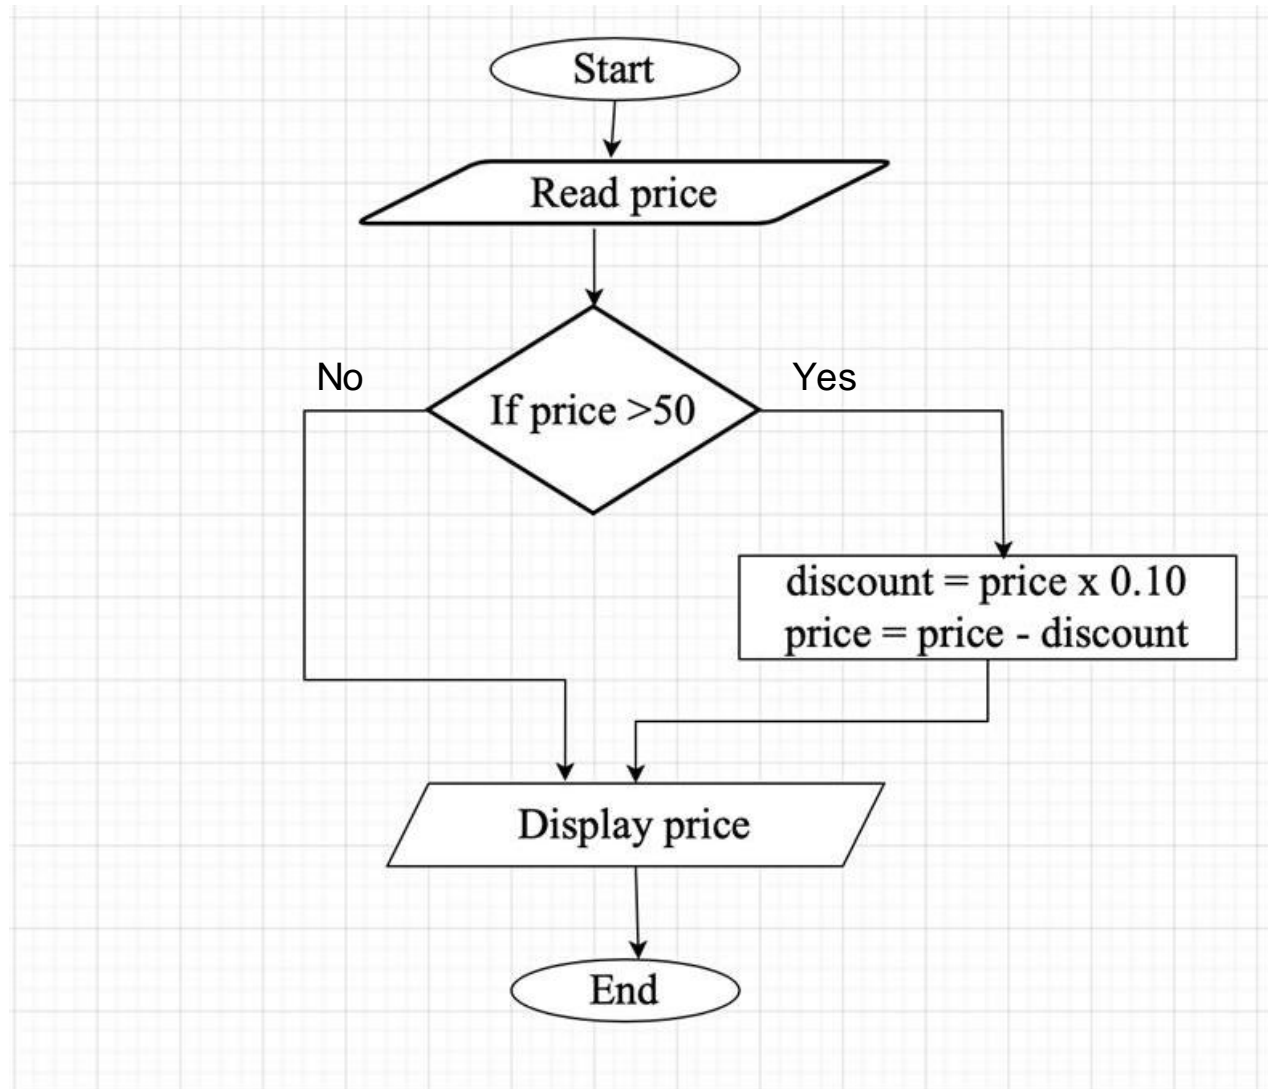 Start
Read price
No
Yes
If price >50
discount = price x 0.10
price = price - discount
Display price
End